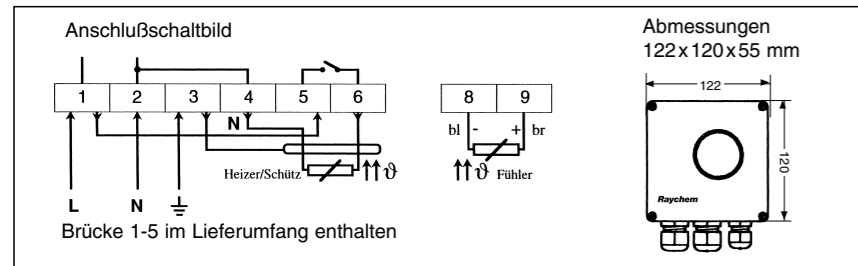 Anschlußschaltbild
1 2 3 4 5 6
N
Heizer/Schütz ϑ
L N
Brücke 1-5 im Lieferumfang enthalten
8 9
bl - + br
ϑ Fühler
Abmessungen
122x120x55 mm
122
120
Raychem